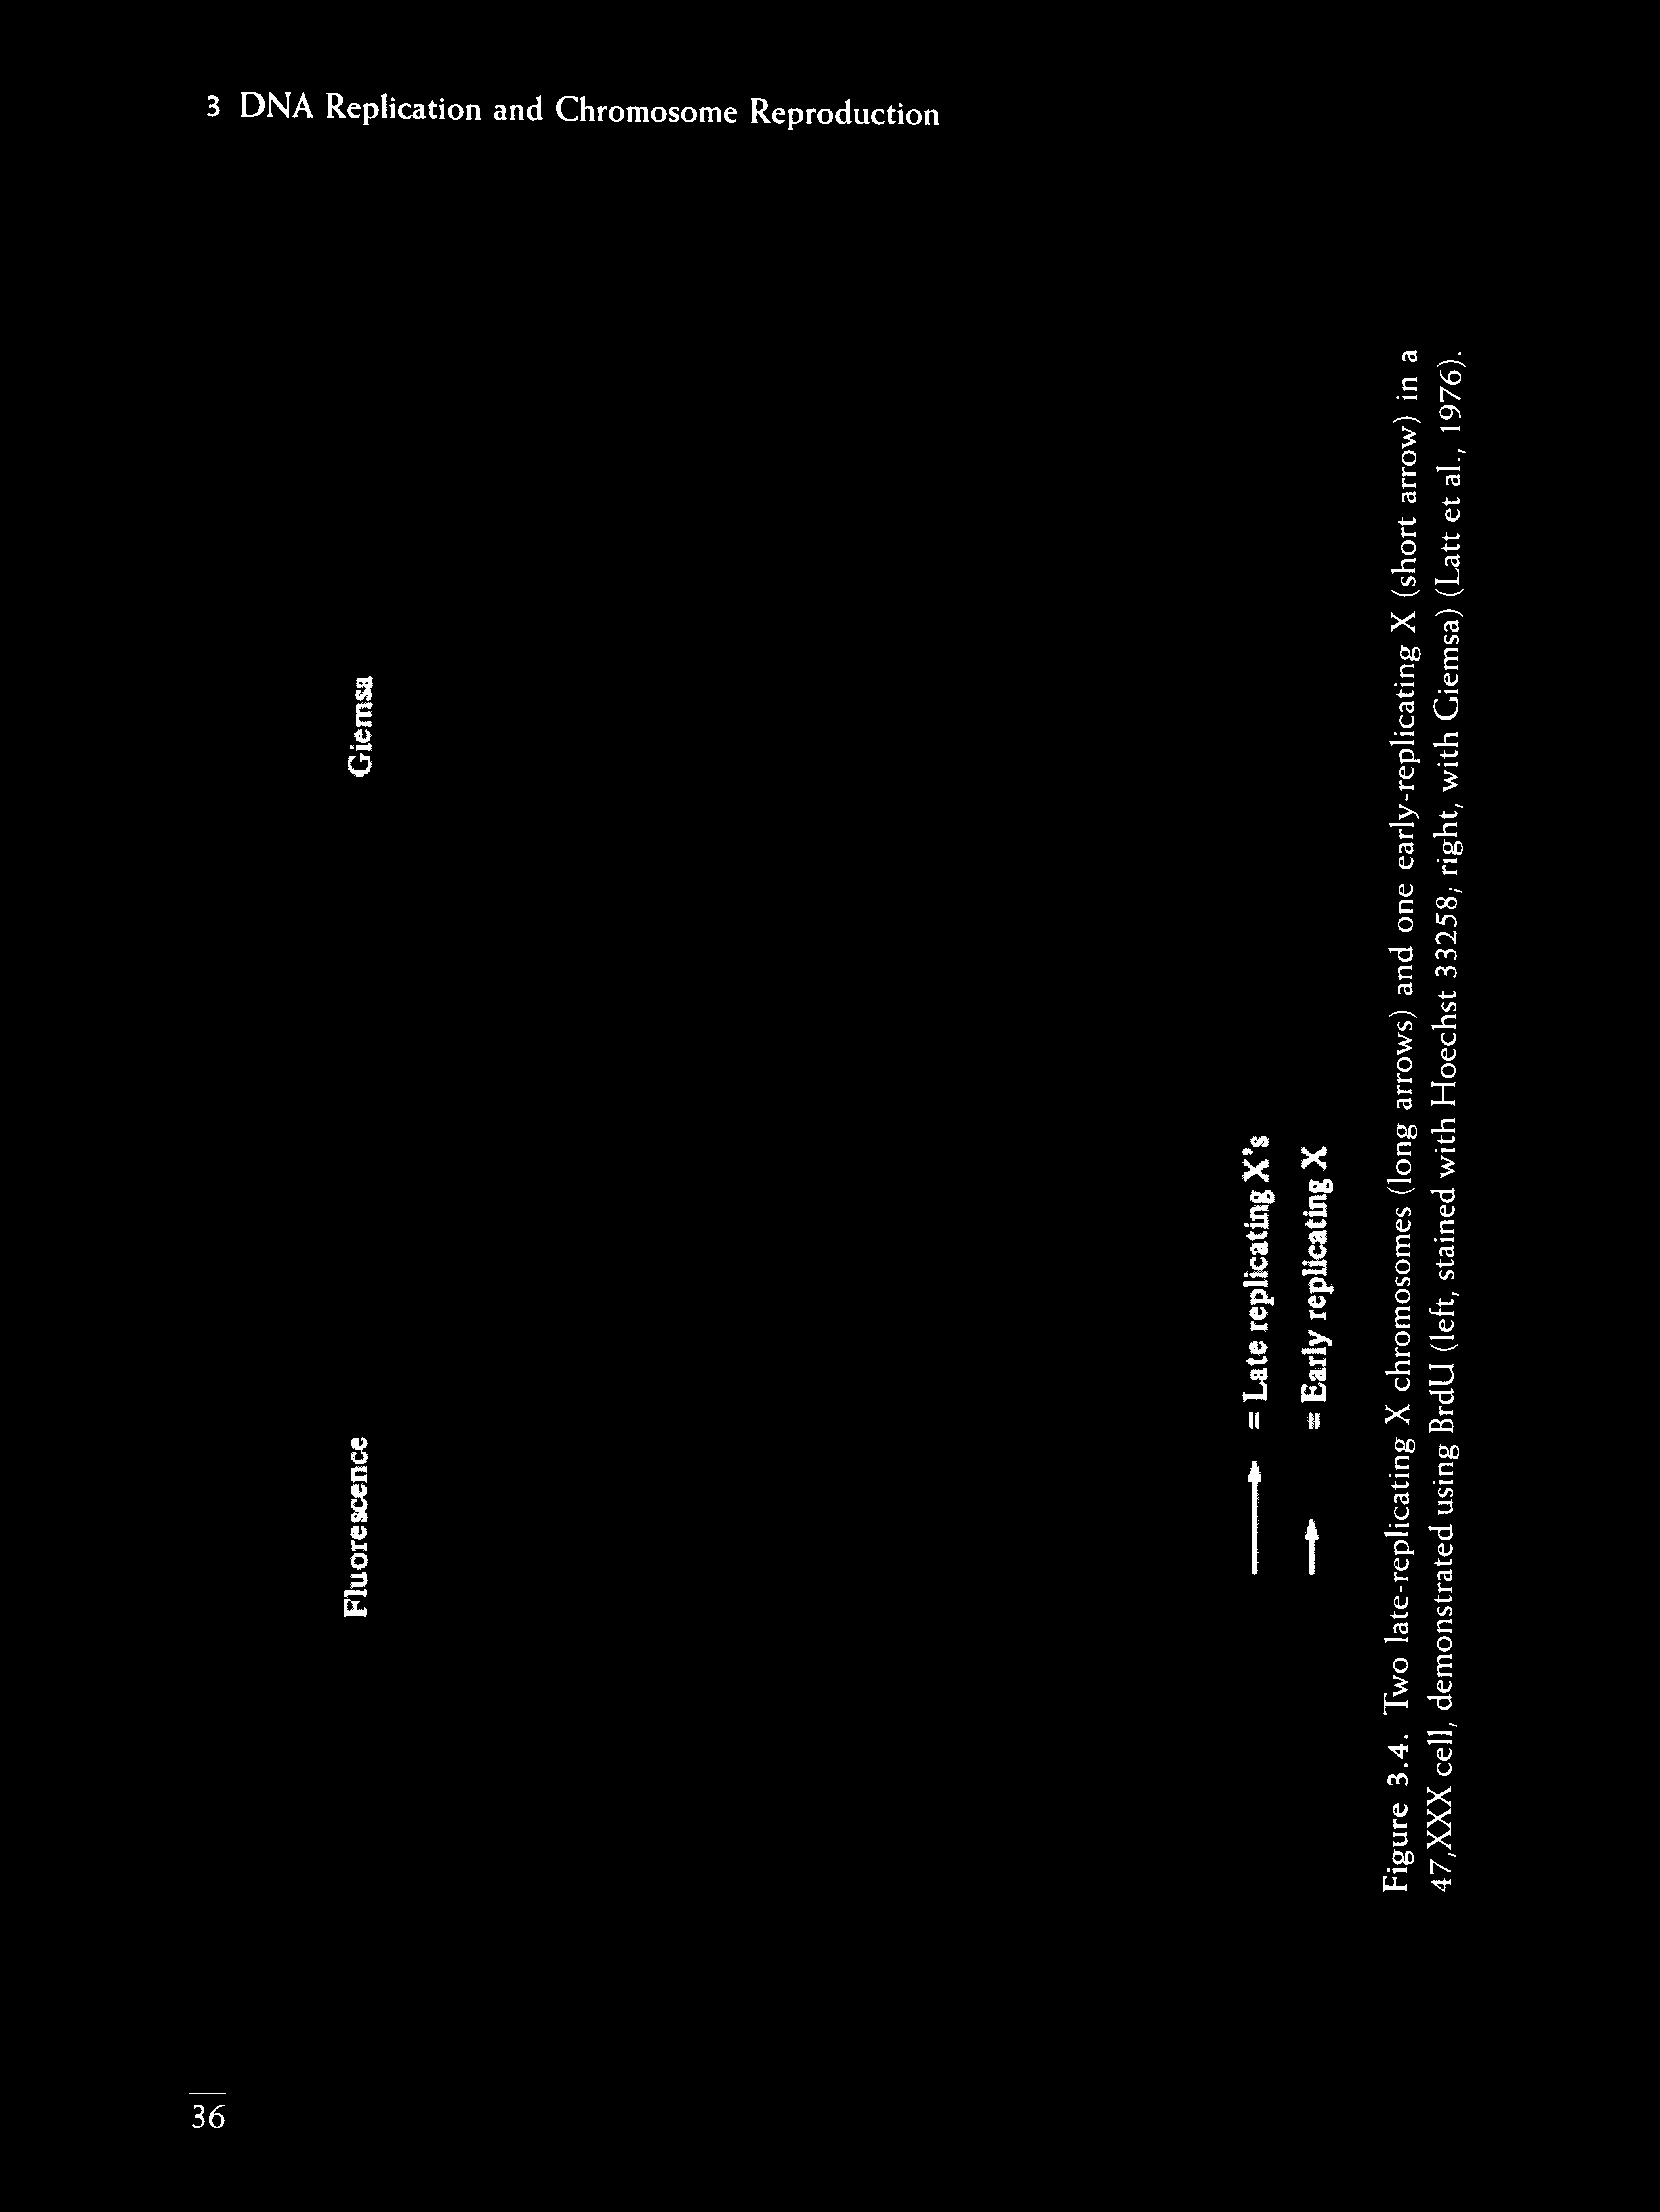 3 DNA Replication and Chromosome Reproduction
Fluorescence
Giemsa
= Late replicating X's
= Early replicating X
Figure 3.4. Two late-replicating X chromosomes (long arrows) and one early-replicating X (short arrow) in a
47,XXX cell, demonstrated using BrdU (left, stained with Hoechst 33258; right, with Giemsa) (Latt et al., 1976).
36